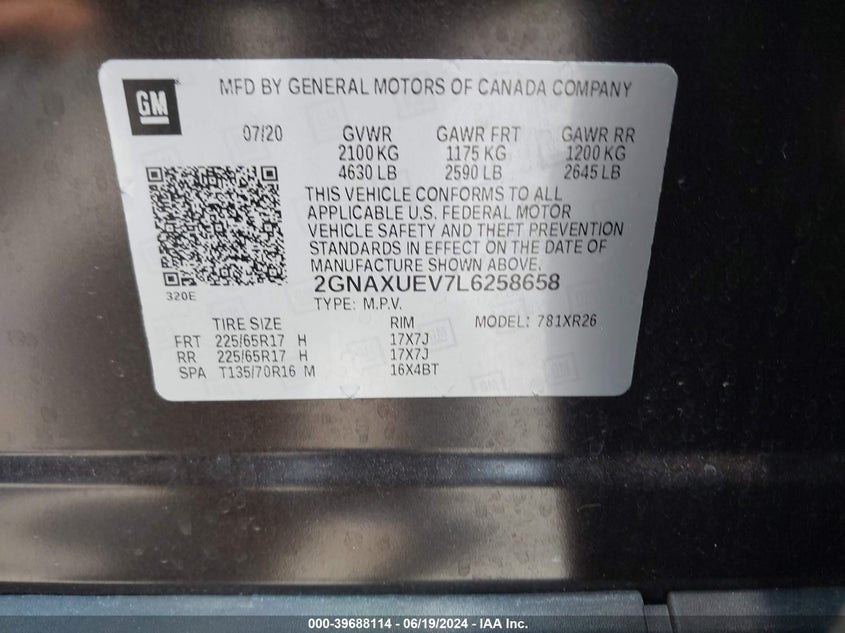 GM
MFD BY GENERAL MOTORS OF CANADA COMPANY
07/20 GVWR GAWR FRT GAWR RR
2100 KG 1175 KG 1200 KG
4630 LB 2590 LB 2645 LB
THIS VEHICLE CONFORMS TO ALL
APPLICABLE U.S. FEDERAL MOTOR
VEHICLE SAFETY AND THEFT PREVENTION
STANDARDS IN EFFECT ON THE DATE OF
MANUFACTURE SHOWN ABOVE.
320E
2GNAXUEV7L6258658
TYPE: M.P.V.
TIRE SIZE RIM MODEL: 781XR26
FRT 225/65R17 H 17X7J
RR 225/65R17 H 17X7J
SPA T135/70R16 M 16X4BT
000-39688114 - 06/19/2024 - IAA Inc.